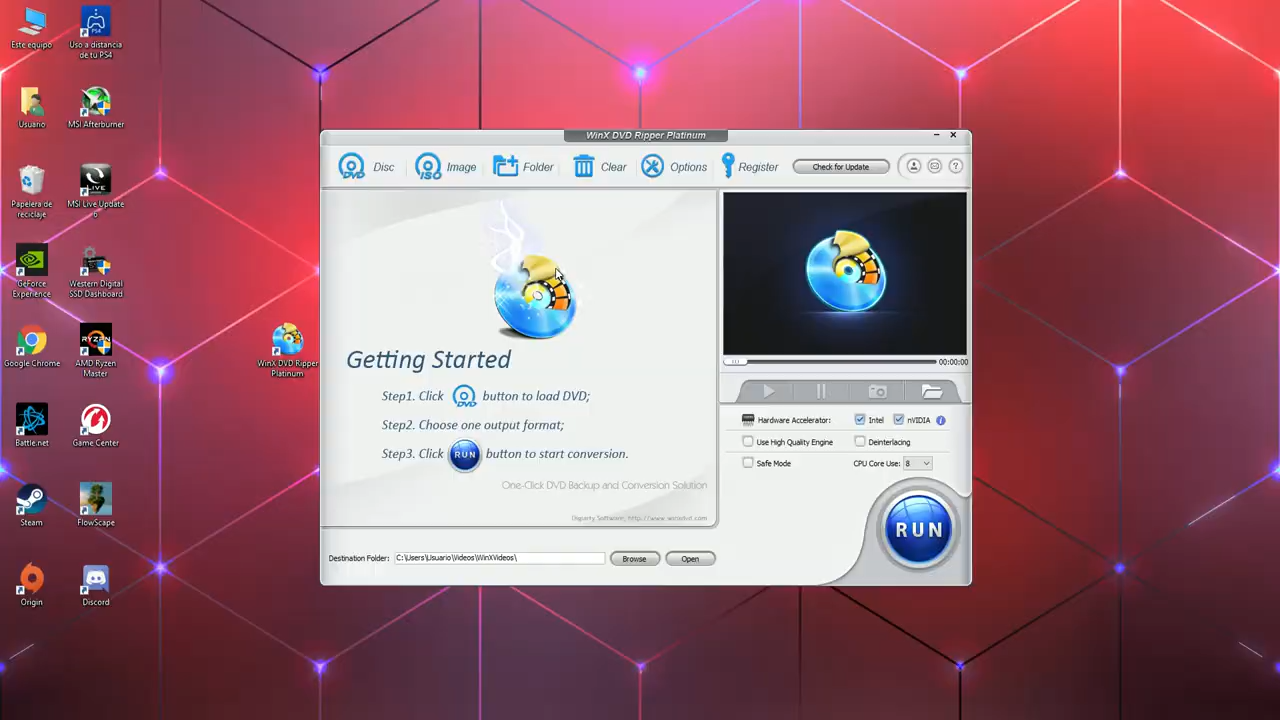 Este equipo
Uso a distancia
de tu PS4
Usuario
MSI Afterburner
Papelera de
reciclaje
MSI Live Update
6
GeForce
Experience
Western Digital
SSD Dashboard
Google Chrome
AMD Ryzen
Master
WinX DVD Ripper
Platinum
Battle.net
Game Center
Steam
FlowScape
Origin
Discord
WinX DVD Ripper Platinum
Disc
Image
Folder
Clear
Options
Register
Check for Update
Getting Started
Step1. Click DVD button to load DVD;
Step2. Choose one output format;
Step3. Click RUN button to start conversion.
One-Click DVD Backup and Conversion Solution
Digiarty Software, http://www.winxdvd.com
00:00:00
Hardware Accelerator: Intel nVIDIA
Use High Quality Engine Deinterlacing
Safe Mode CPU Core Use: 8
RUN
Destination Folder: C:\Users\Usuario\Videos\WinXVideos\ Browse Open